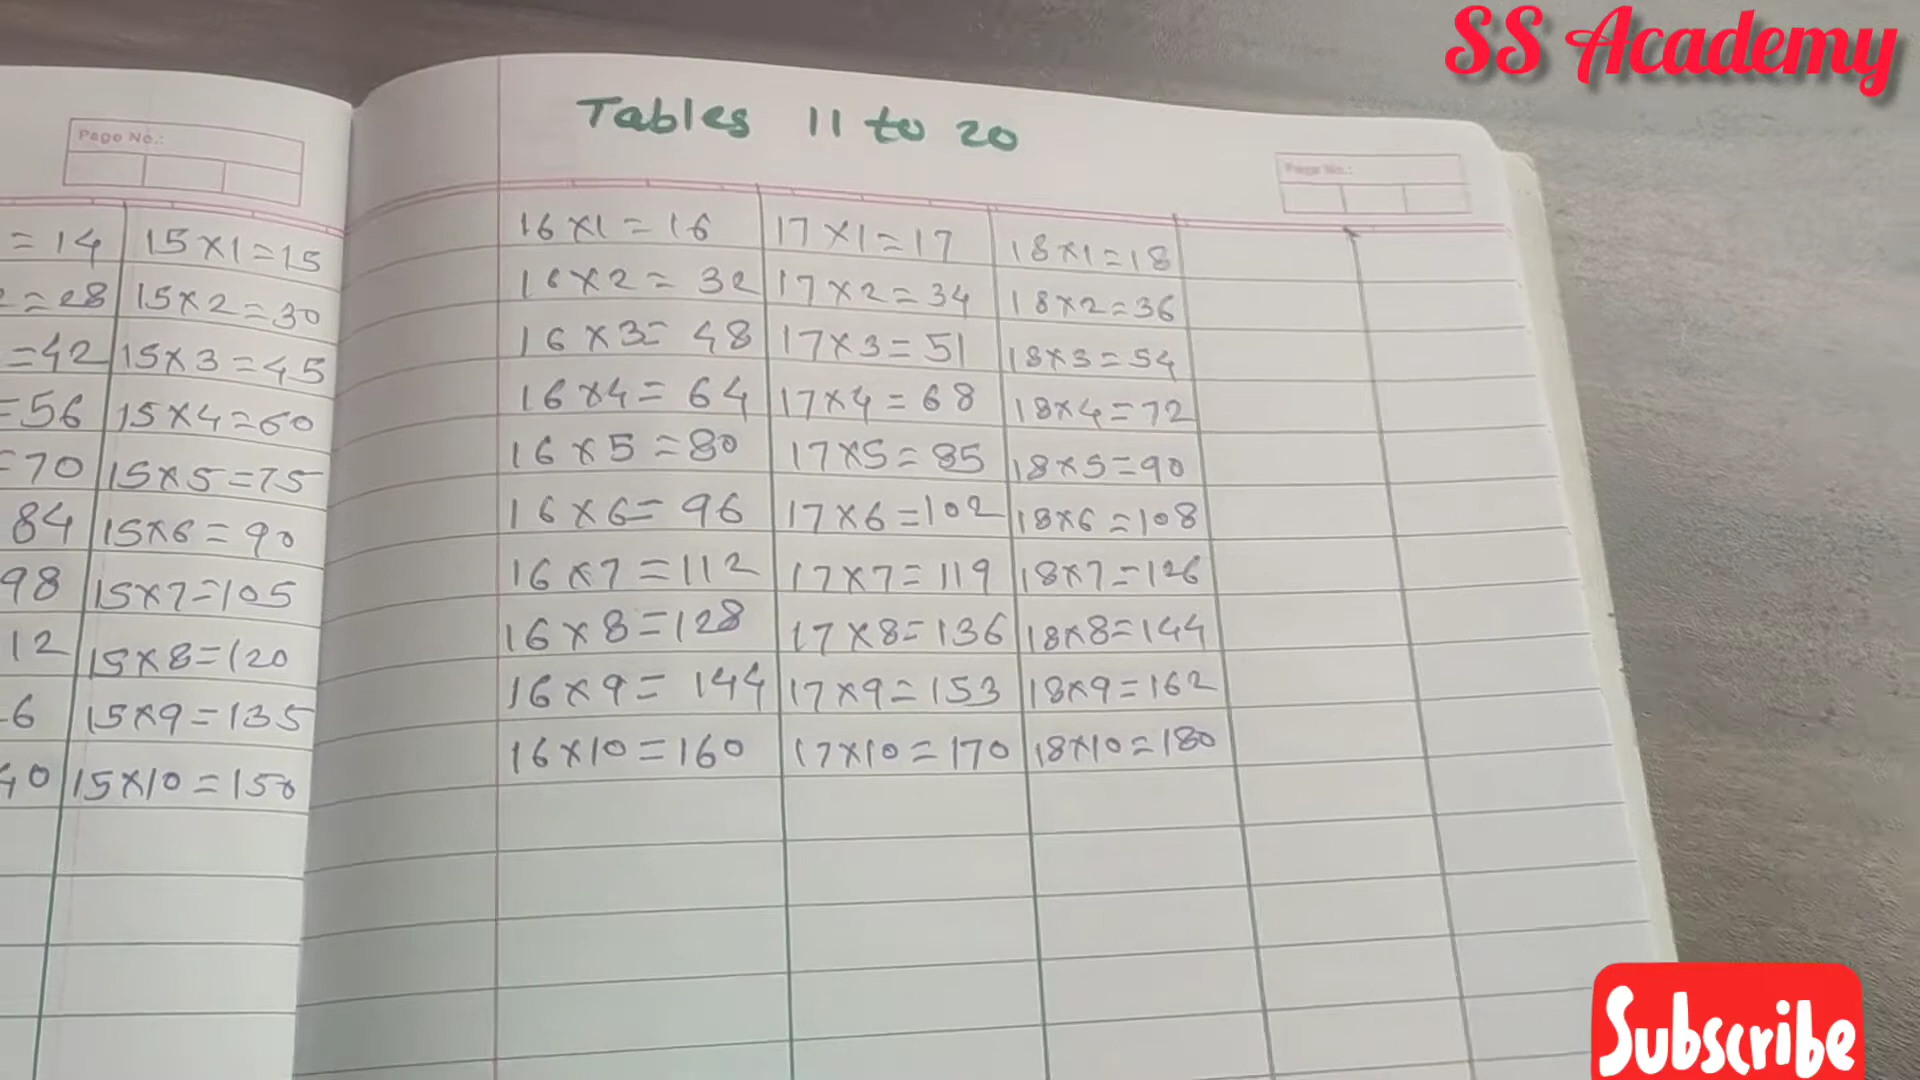 SS Academy
Page No.:
=14 15×1=15
2=28 15×2=30
=42 15×3=45
=56 15×4=60
=70 15×5=75
84 15×6=90
98 15×7=105
12 15×8=120
6 15×9=135
40 15×10=150
Tables 11 to 20
Page No.:
16×1=16 17×1=17 18×1=18
16×2=32 17×2=34 18×2=36
16×3=48 17×3=51 18×3=54
16×4=64 17×4=68 18×4=72
16×5=80 17×5=85 18×5=90
16×6=96 17×6=102 18×6=108
16×7=112 17×7=119 18×7=126
16×8=128 17×8=136 18×8=144
16×9=144 17×9=153 18×9=162
16×10=160 17×10=170 18×10=180
Subscribe